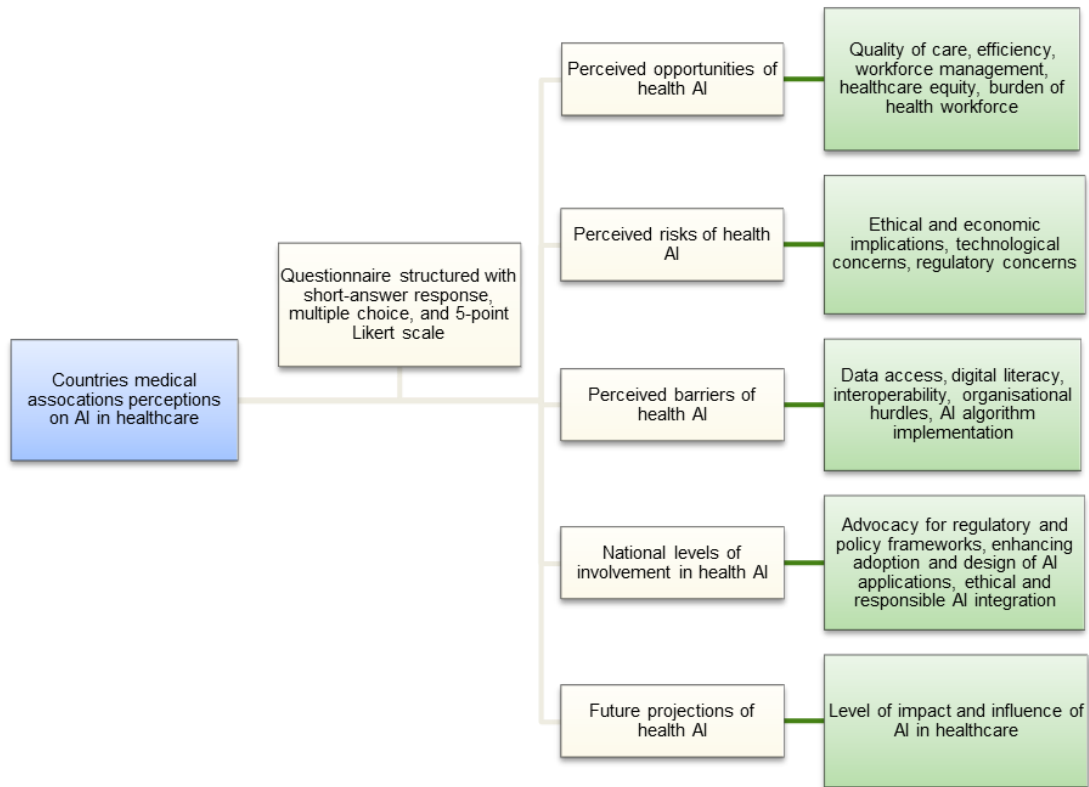 Countries medical
assocations perceptions
on AI in healthcare
Questionnaire structured with
short-answer response,
multiple choice, and 5-point
Likert scale
Perceived opportunities of
health AI
Quality of care, efficiency,
workforce management,
healthcare equity, burden of
health workforce
Perceived risks of health
AI
Ethical and economic
implications, technological
concerns, regulatory concerns
Perceived barriers of
health AI
Data access, digital literacy,
interoperability, organisational
hurdles, AI algorithm
implementation
National levels of
involvement in health AI
Advocacy for regulatory and
policy frameworks, enhancing
adoption and design of AI
applications, ethical and
responsible AI integration
Future projections of
health AI
Level of impact and influence of
AI in healthcare